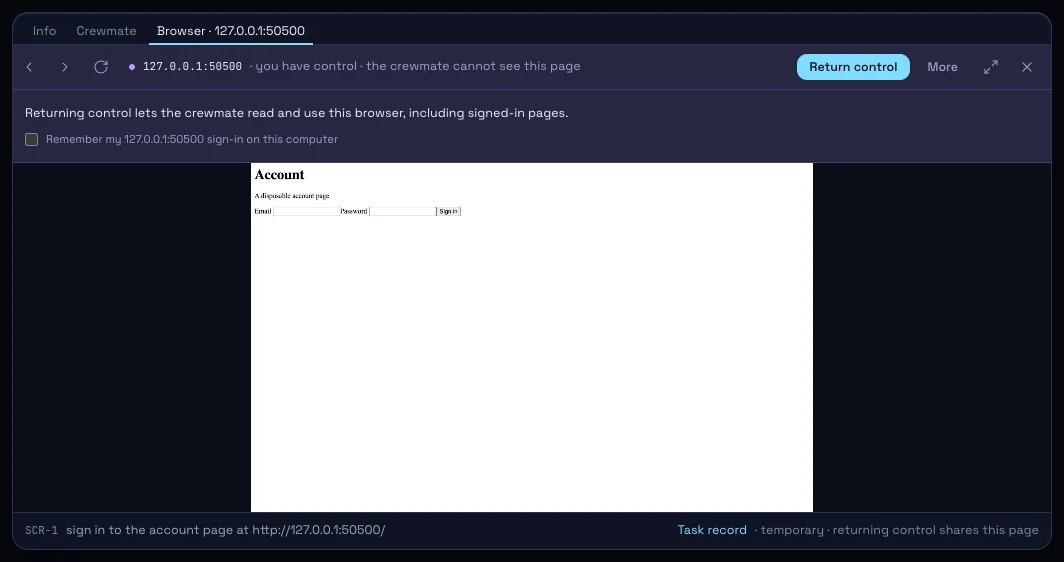 Info Crewmate Browser · 127.0.0.1:50500
127.0.0.1:50500 · you have control · the crewmate cannot see this page Return control More
Returning control lets the crewmate read and use this browser, including signed-in pages.
Remember my 127.0.0.1:50500 sign-in on this computer
Account
A disposable account page
Email Password Sign in
SCR-1 sign in to the account page at http://127.0.0.1:50500/ Task record · temporary · returning control shares this page